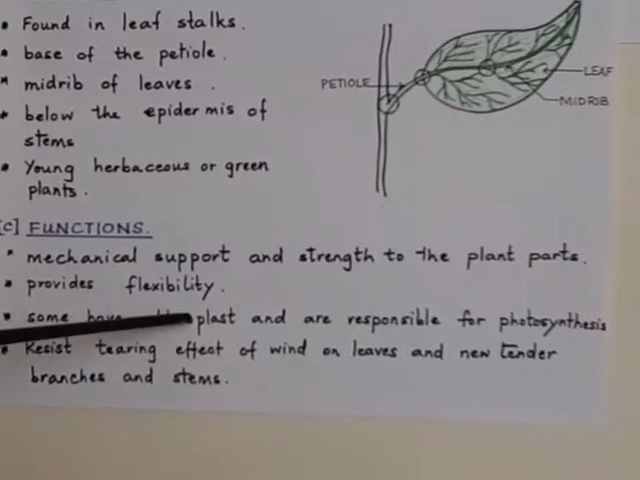 Found in leaf stalks.
base of the petiole.
midrib of leaves.
below the epidermis of
stems
Young herbaceous or green
plants.
PETIOLE
LEAF
MIDRIB
[c] FUNCTIONS.
mechanical support and strength to the plant parts.
provides flexibility.
some plast and are responsible for photosynthesis
Resist tearing effect of wind on leaves and new tender
branches and stems.